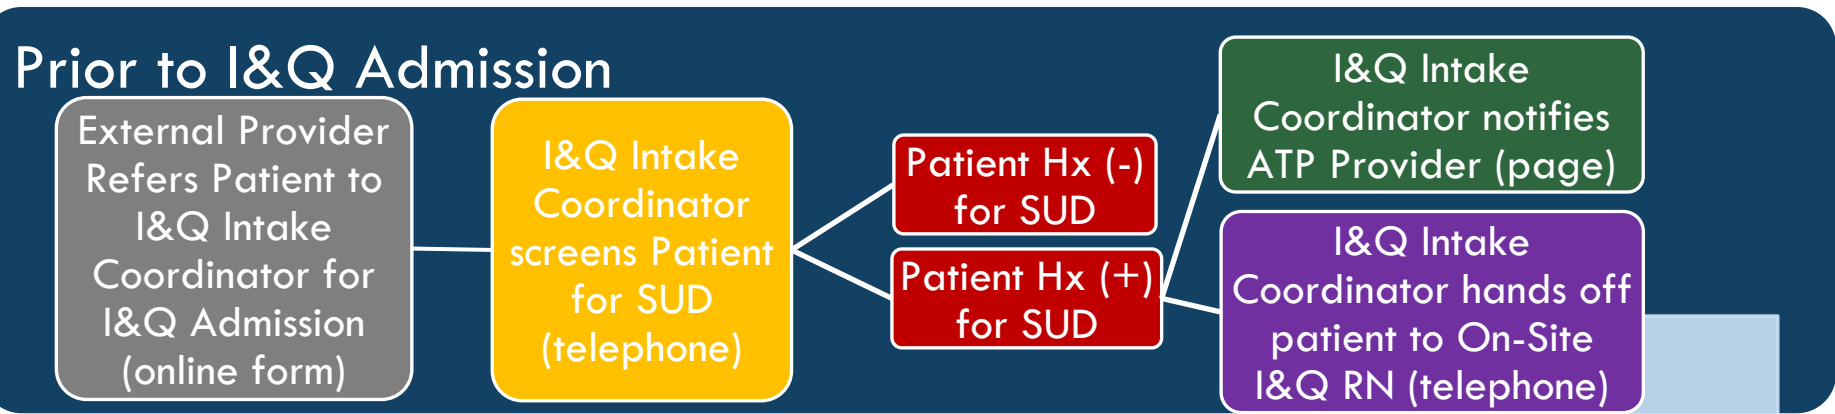 Prior to I&Q Admission
External Provider
Refers Patient to
I&Q Intake
Coordinator for
I&Q Admission
(online form)
I&Q Intake
Coordinator
screens Patient
for SUD
(telephone)
Patient Hx (-)
for SUD
Patient Hx (+)
for SUD
I&Q Intake
Coordinator notifies
ATP Provider (page)
I&Q Intake
Coordinator hands off
patient to On-Site
I&Q RN (telephone)